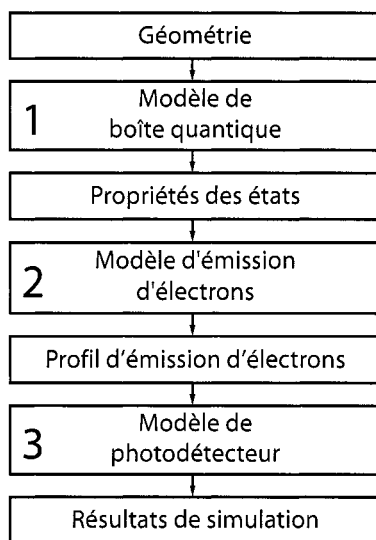 Géométrie
1
Modèle de
boîte quantique
Propriétés des états
2
Modèle d'émission
d'électrons
Profil d'émission d'électrons
3
Modèle de
photodétecteur
Résultats de simulation